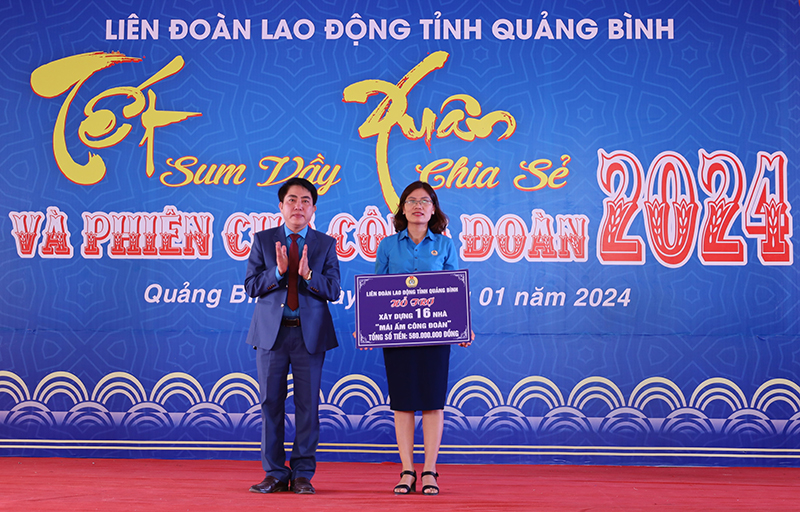 LIÊN ĐOÀN LAO ĐỘNG TỈNH QUẢNG BÌNH
Tết Xuân
Sum Vầy Chia Sẻ
VÀ PHIÊN CÔNG ĐOÀN 2024
Quảng 01 năm 2024
LIÊN ĐOÀN LAO ĐỘNG TỈNH QUẢNG BÌNH
HỖ TRỢ
XÂY DỰNG 16 NHÀ
"MÁI ẤM CÔNG ĐOÀN"
TỔNG SỐ TIỀN: 580.000.000 ĐỒNG